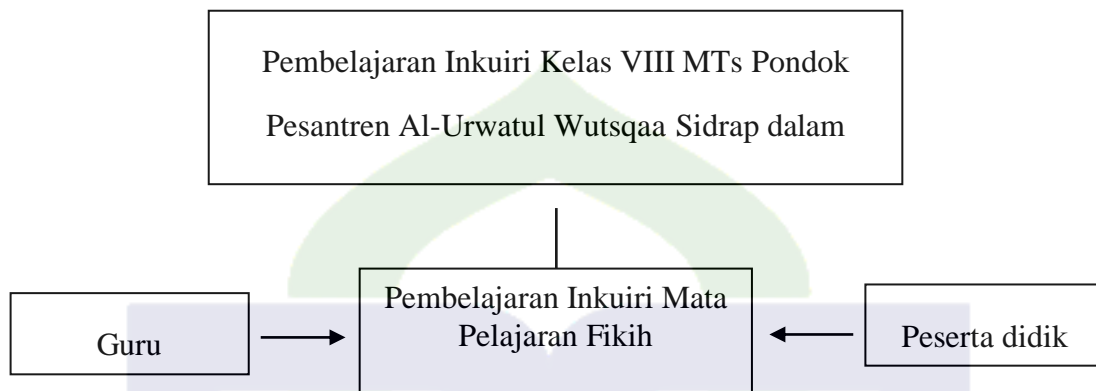 Pembelajaran Inkuiri Kelas VIII MTs Pondok
Pesantren Al-Urwatul Wutsqaa Sidrap dalam
Pembelajaran Inkuiri Mata
Pelajaran Fikih
Guru
Peserta didik